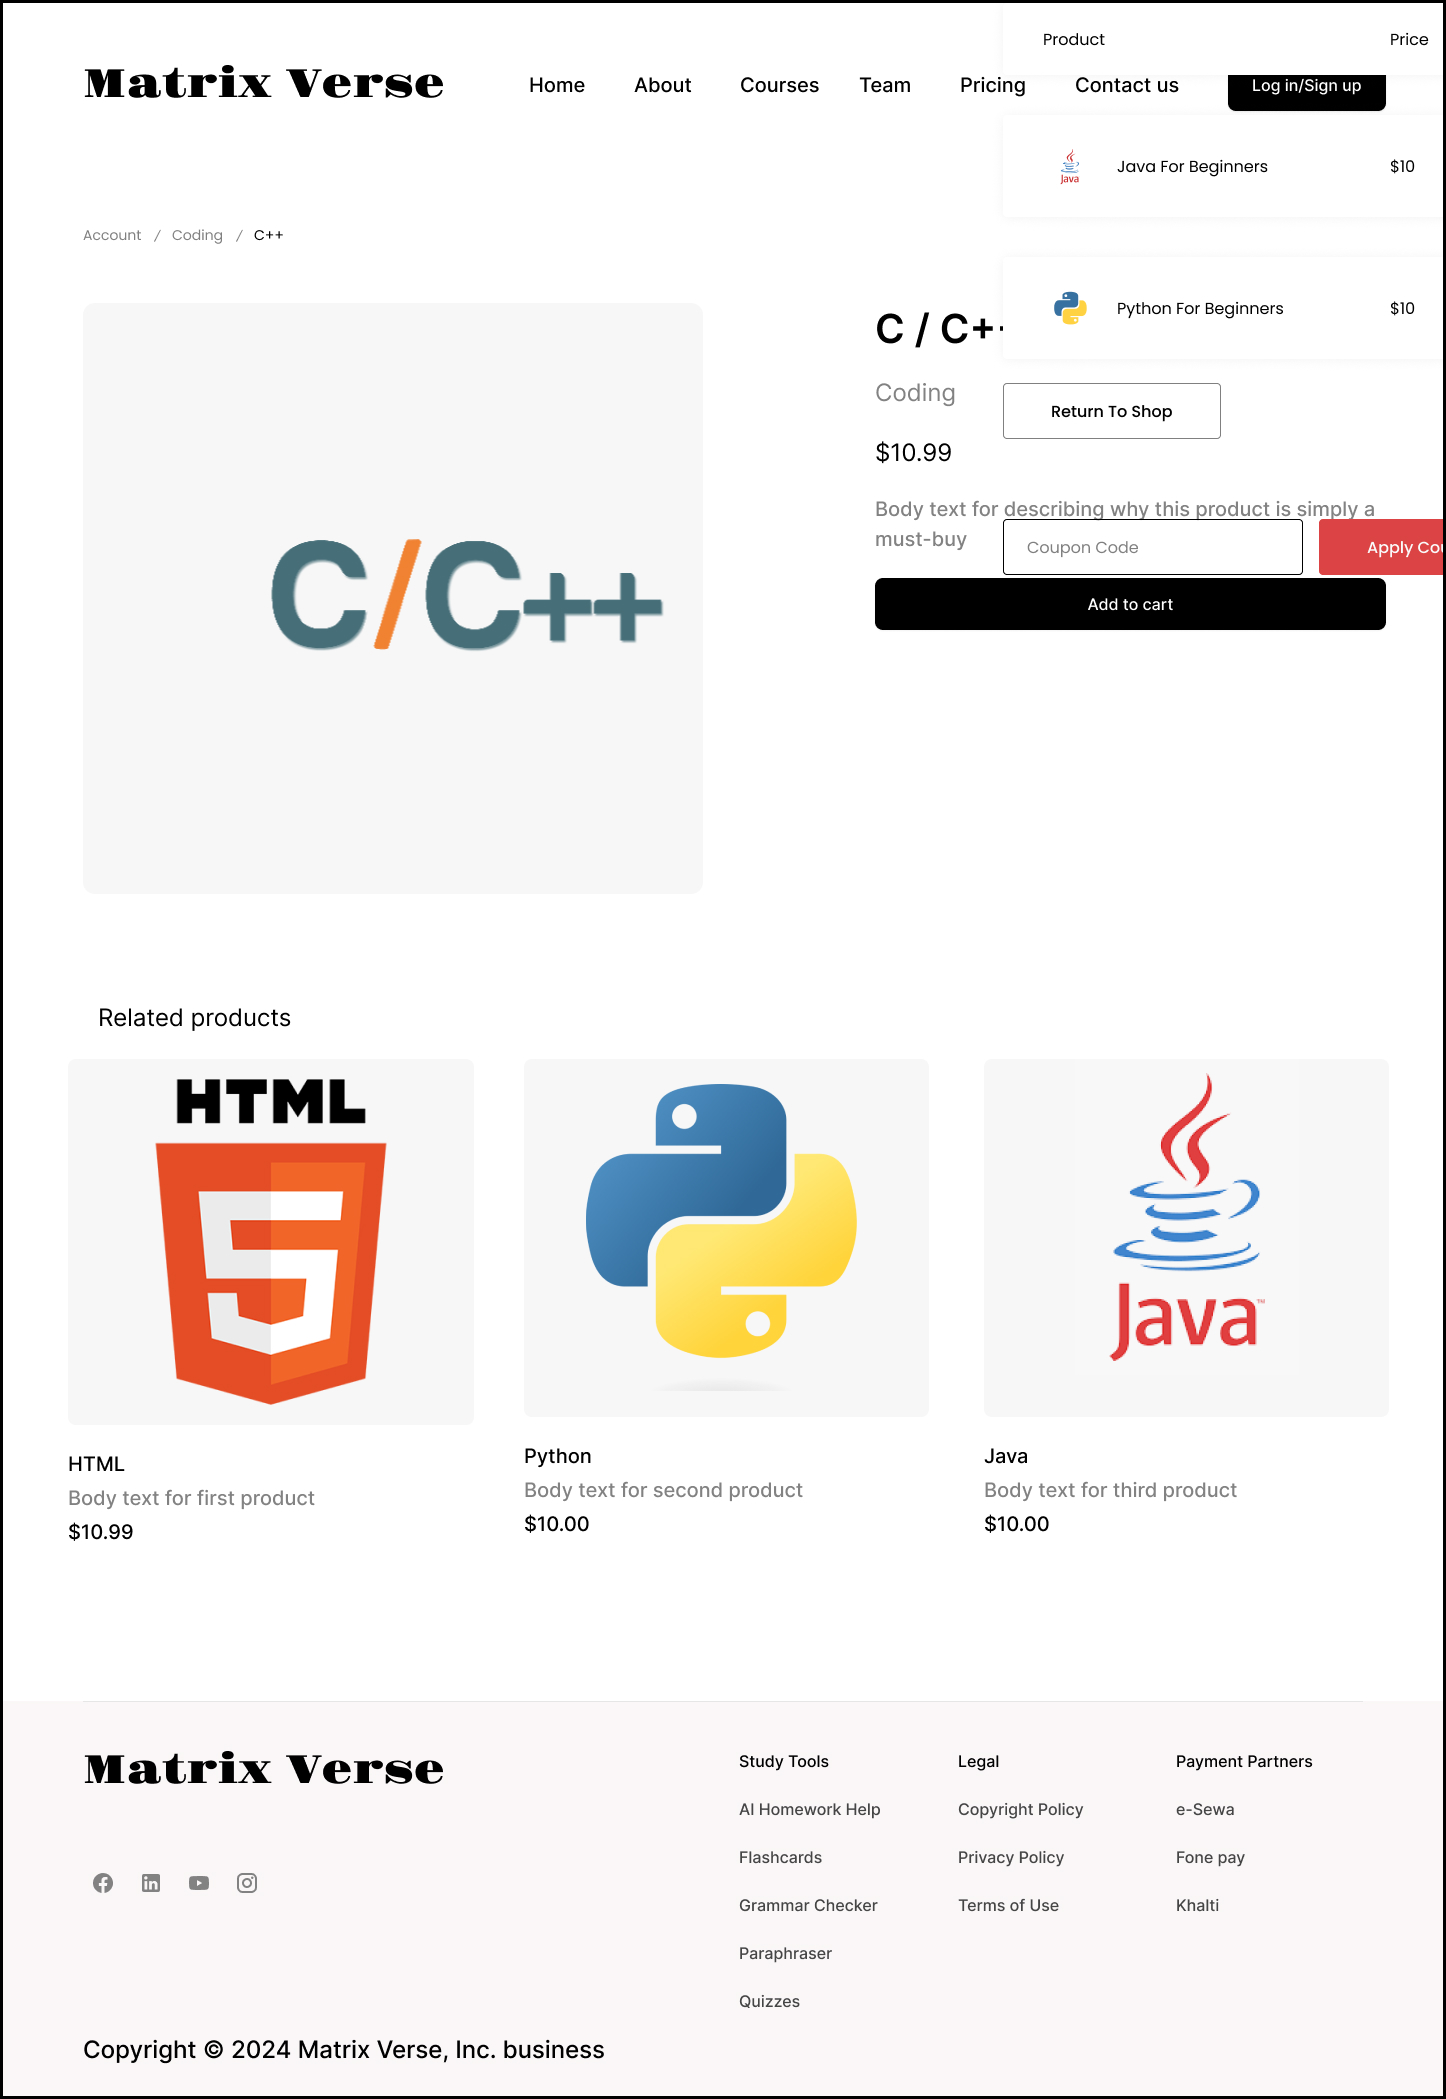 Product
Price
Matrix Verse
Home
About
Courses
Team
Pricing
Contact us
Log in/Sign up
Java
Java For Beginners
$10
Account / Coding / C++
Python For Beginners
$10
C / C++
Coding
Return To Shop
$10.99
Body text for describing why this product is simply a
must-buy
Coupon Code
Apply Cou
C/C++
Add to cart
Related products
HTML
5
Java™
HTML
Body text for first product
$10.99
Python
Body text for second product
$10.00
Java
Body text for third product
$10.00
Matrix Verse
Study Tools
AI Homework Help
Flashcards
Grammar Checker
Paraphraser
Quizzes
Legal
Copyright Policy
Privacy Policy
Terms of Use
Payment Partners
e-Sewa
Fone pay
Khalti
Copyright © 2024 Matrix Verse, Inc. business